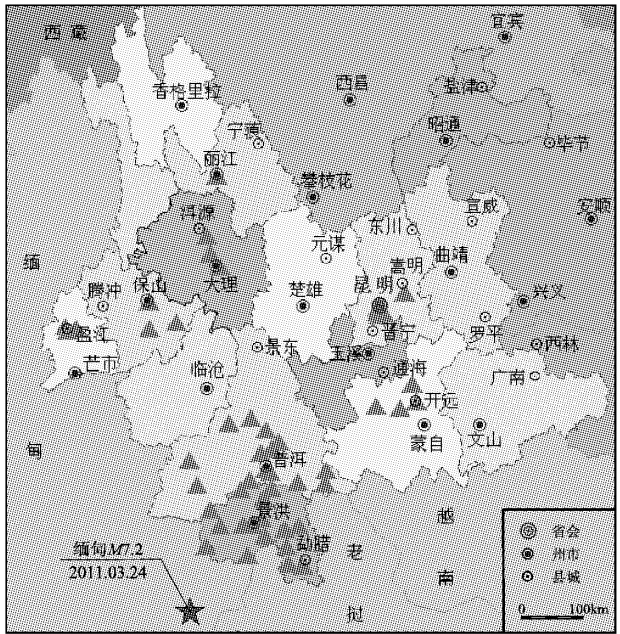 西 藏
宜宾
香格里拉
西昌
盐津
宁蒗
昭通
毕节
丽江
攀枝花
洱源
宣威
安顺
东川
元谋
缅
嵩明
曲靖
大理
腾冲
保山
楚雄
昆明
兴义
盈江
晋宁
罗平
景东
玉溪
西林
芒市
临沧
通海
广南
开远
甸
蒙自
文山
普洱
景洪
越
省会
缅甸M7.2
勐腊
老
州市
2011.03.24
南
县城
挝
0 100km